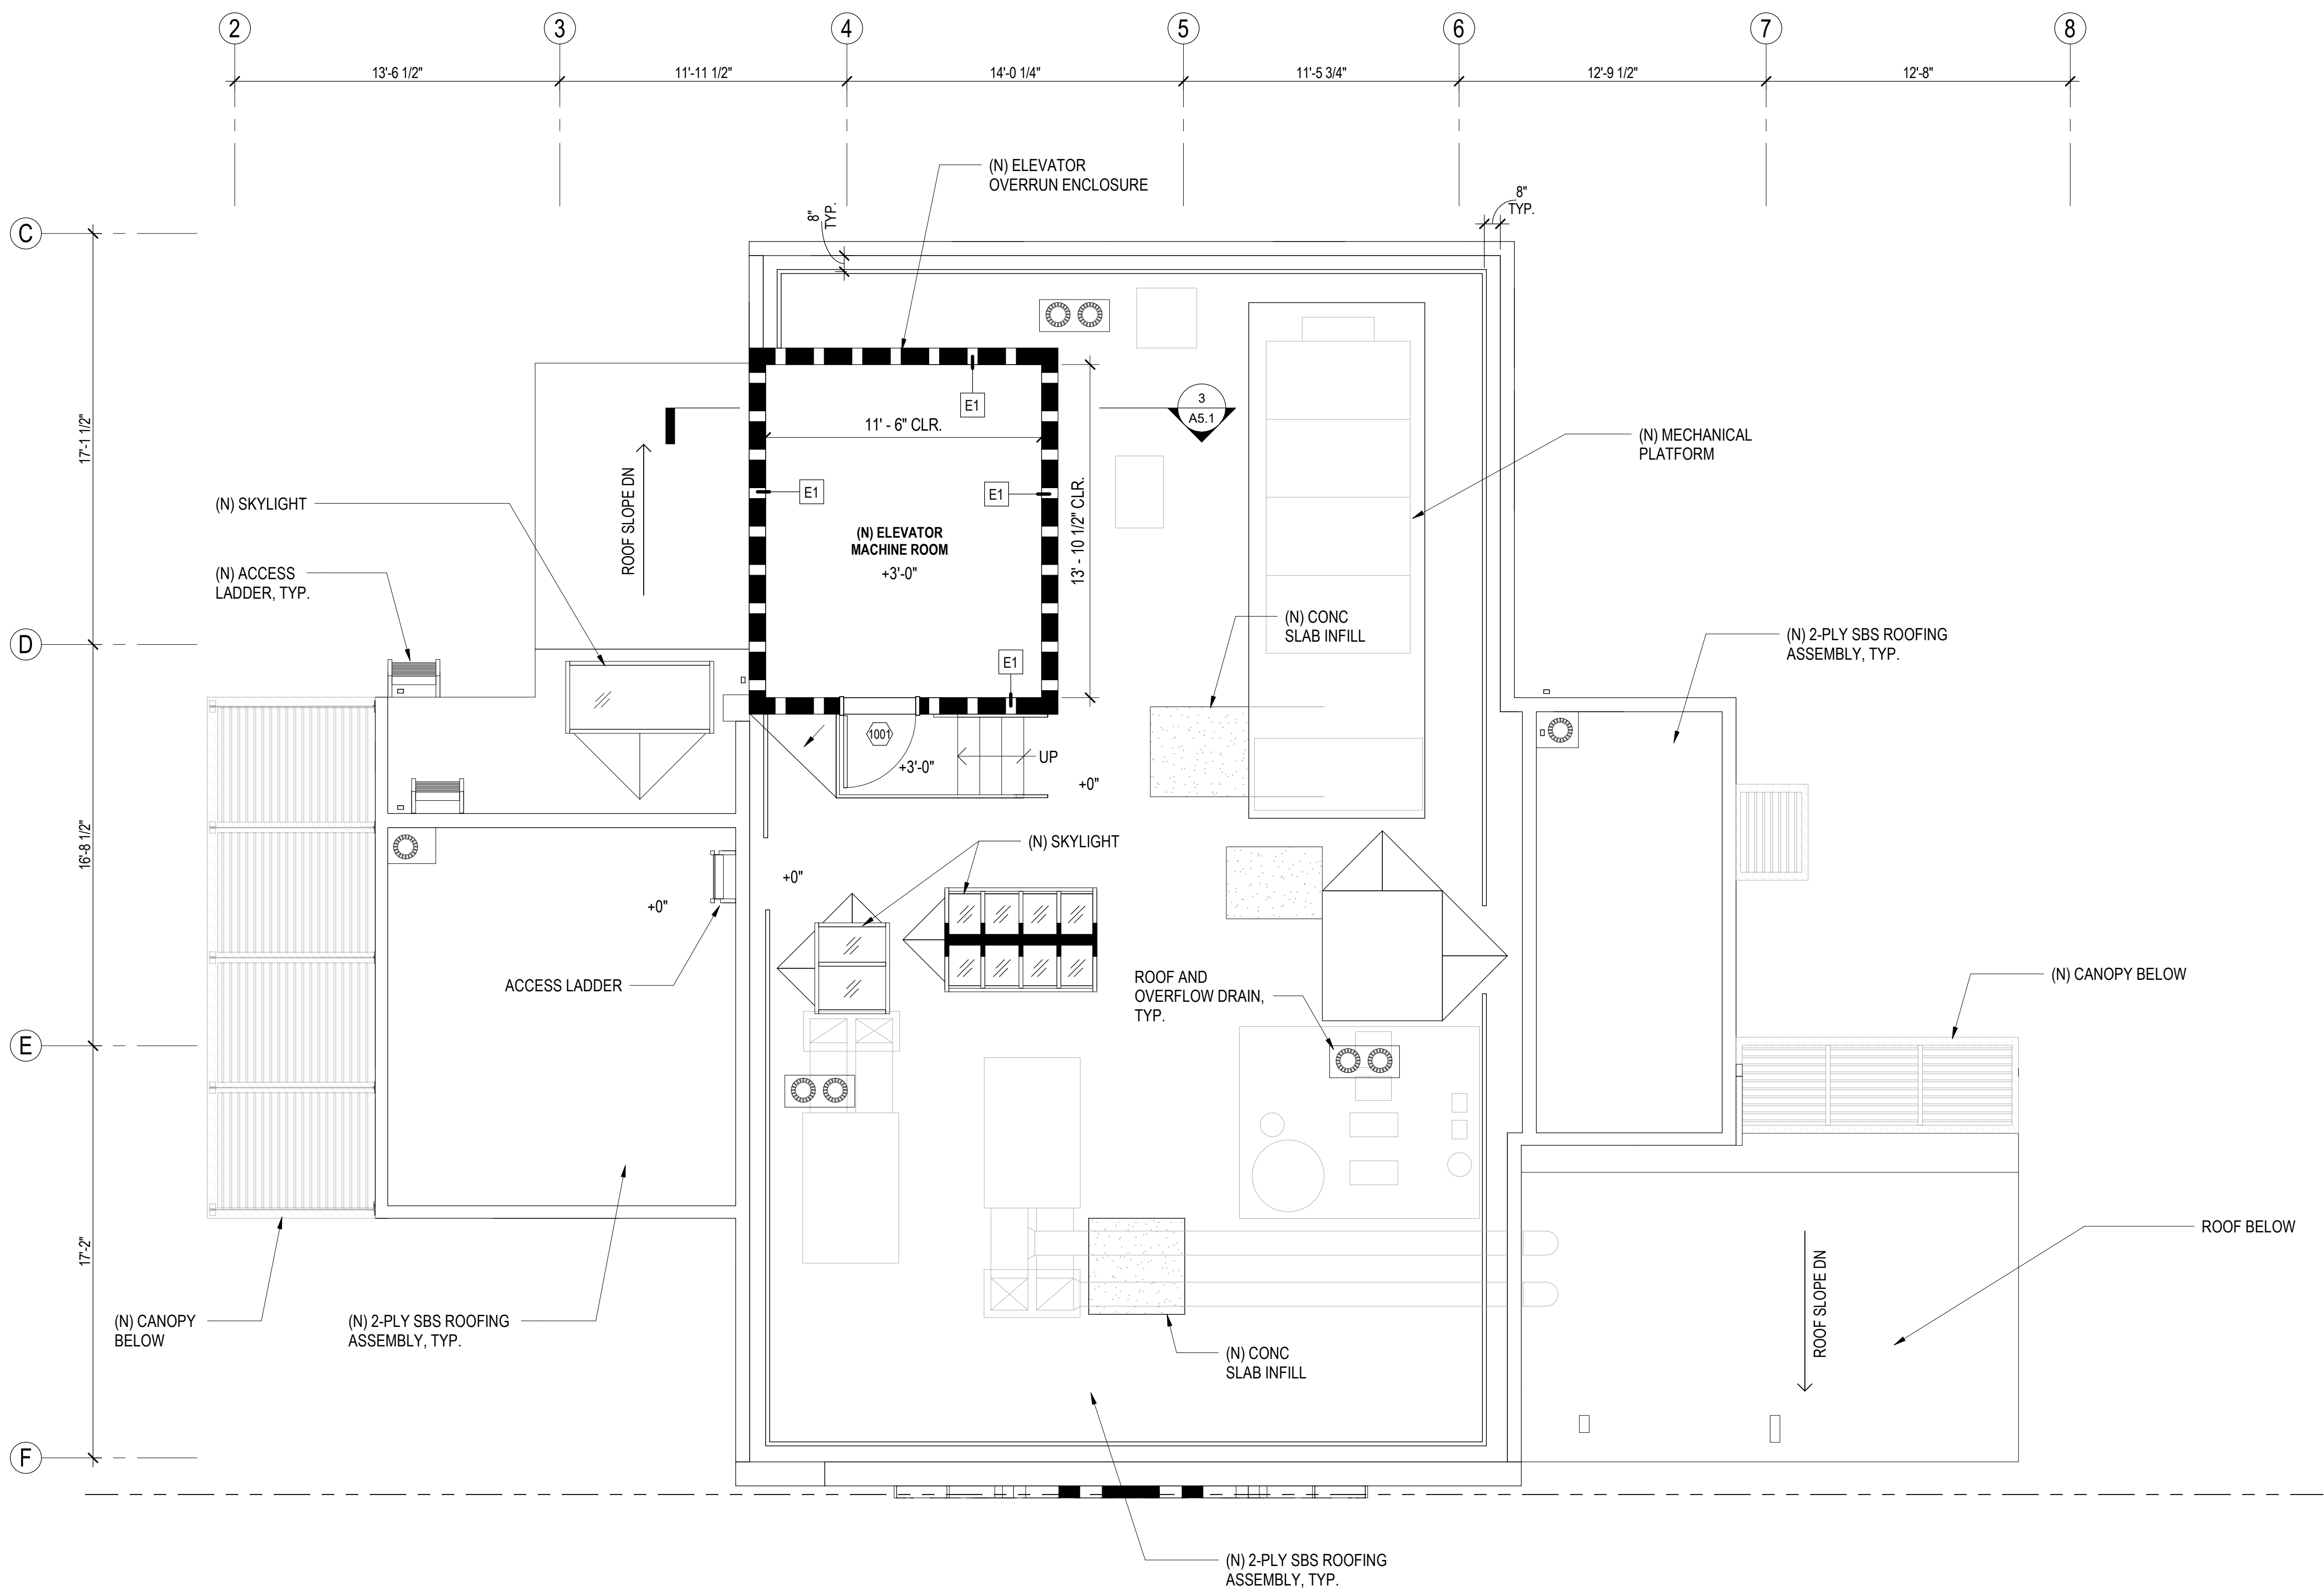 2
3
4
5
6
7
8
13'-6 1/2"
11'-11 1/2"
14'-0 1/4"
11'-5 3/4"
12'-9 1/2"
12'-8"
(N) ELEVATOR
OVERRUN ENCLOSURE
8"
TYP.
8"
TYP.
C
17'-1 1/2"
E1
3
A5.1
11' - 6" CLR.
(N) MECHANICAL
PLATFORM
ROOF SLOPE DN
(N) SKYLIGHT
E1
E1
13' - 10 1/2" CLR.
(N) ELEVATOR
MACHINE ROOM
+3'-0"
(N) ACCESS
LADDER, TYP.
(N) CONC
SLAB INFILL
D
(N) 2-PLY SBS ROOFING
ASSEMBLY, TYP.
E1
1001
+3'-0"
UP
+0"
16'-8 1/2"
(N) SKYLIGHT
+0"
+0"
ACCESS LADDER
ROOF AND
OVERFLOW DRAIN,
TYP.
(N) CANOPY BELOW
E
17'-2"
ROOF BELOW
ROOF SLOPE DN
(N) CANOPY
BELOW
(N) 2-PLY SBS ROOFING
ASSEMBLY, TYP.
(N) CONC
SLAB INFILL
F
(N) 2-PLY SBS ROOFING
ASSEMBLY, TYP.